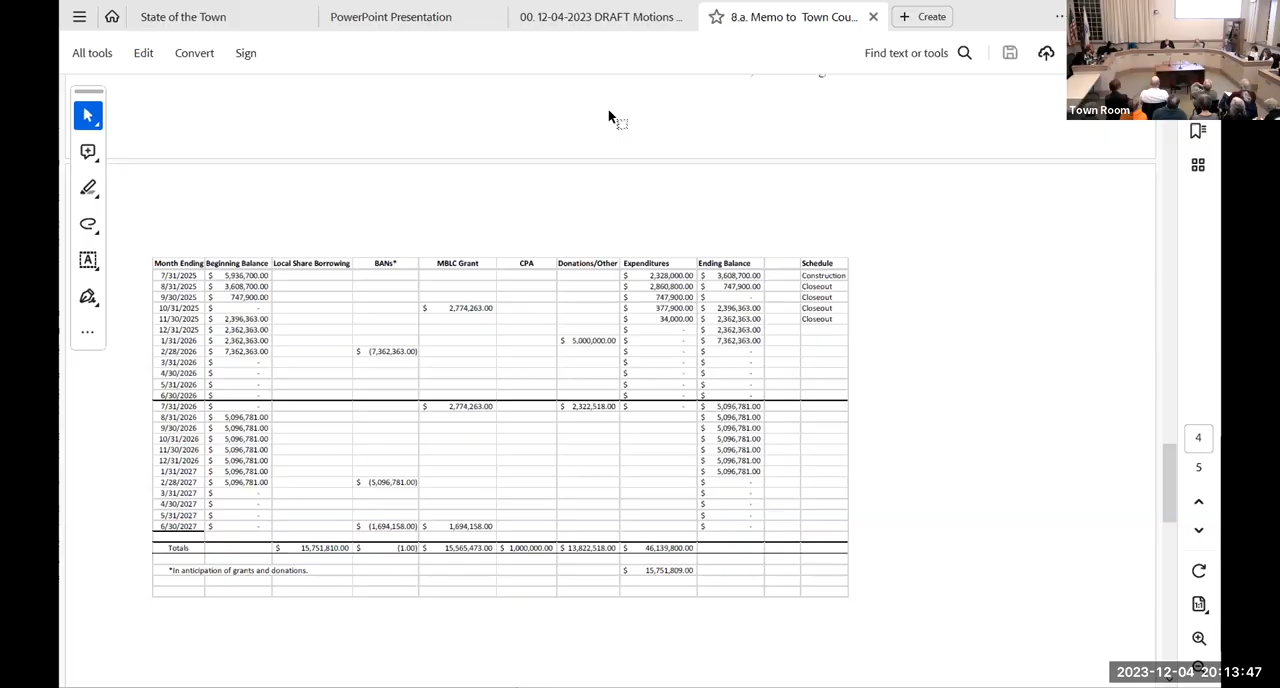 State of the Town PowerPoint Presentation 00. 12-04-2023 DRAFT Motions ... 8.a. Memo to Town Cou... Create
All tools Edit Convert Sign Find text or tools
Town Room
Month Ending Beginning Balance Local Share Borrowing BANs* MBLC Grant CPA Donations/Other Expenditures Ending Balance Schedule
7/31/2025 $ 5,936,700.00 $ 2,328,000.00 $ 3,608,700.00 Construction
8/31/2025 $ 3,608,700.00 $ 2,860,800.00 $ 747,900.00 Closeout
9/30/2025 $ 747,900.00 $ 747,900.00 $ - Closeout
10/31/2025 $ - $ 2,774,263.00 $ 377,900.00 $ 2,396,363.00 Closeout
11/30/2025 $ 2,396,363.00 $ 34,000.00 $ 2,362,363.00 Closeout
12/31/2025 $ 2,362,363.00 $ - $ 2,362,363.00
1/31/2026 $ 2,362,363.00 $ 5,000,000.00 $ - $ 7,362,363.00
2/28/2026 $ 7,362,363.00 $ (7,362,363.00) $ - $ -
3/31/2026 $ - $ - $ -
4/30/2026 $ - $ - $ -
5/31/2026 $ - $ - $ -
6/30/2026 $ - $ - $ -
7/31/2026 $ - $ 2,774,263.00 $ 2,322,518.00 $ - $ 5,096,781.00
8/31/2026 $ 5,096,781.00 $ 5,096,781.00
9/30/2026 $ 5,096,781.00 $ 5,096,781.00
10/31/2026 $ 5,096,781.00 $ 5,096,781.00
11/30/2026 $ 5,096,781.00 $ 5,096,781.00
12/31/2026 $ 5,096,781.00 $ 5,096,781.00
1/31/2027 $ 5,096,781.00 $ 5,096,781.00
2/28/2027 $ 5,096,781.00 $ (5,096,781.00) $ -
3/31/2027 $ - $ -
4/30/2027 $ - $ -
5/31/2027 $ - $ -
6/30/2027 $ - $ (1,694,158.00) $ 1,694,158.00 $ -
Totals $ 15,751,810.00 $ (1.00) $ 15,565,473.00 $ 1,000,000.00 $ 13,822,518.00 $ 46,139,800.00
*In anticipation of grants and donations. $ 15,751,809.00
4
5
2023-12-04 20:13:47